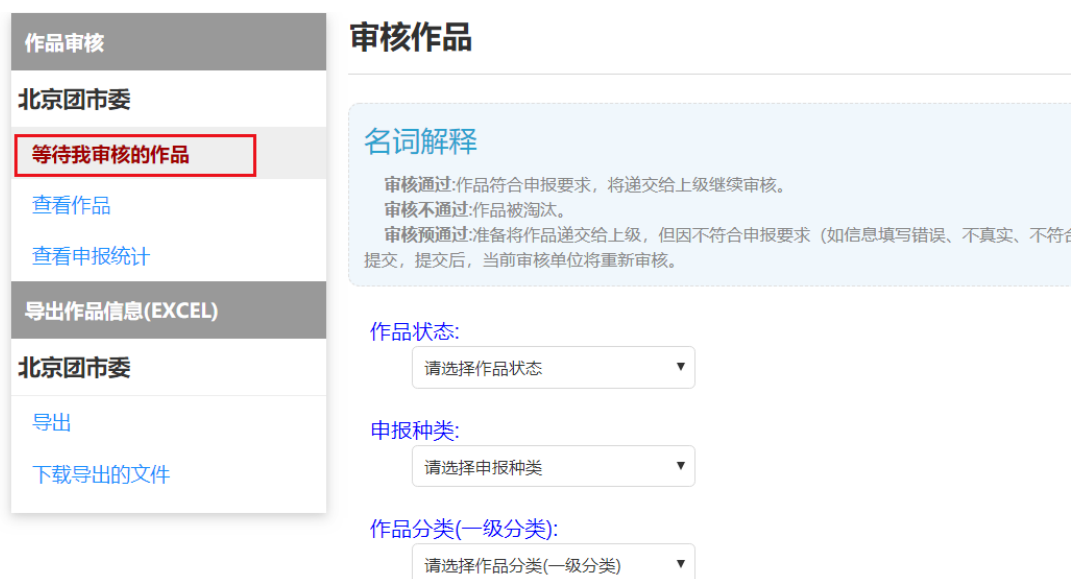 作品审核
北京团市委
等待我审核的作品
查看作品
查看申报统计
导出作品信息(EXCEL)
北京团市委
导出
下载导出的文件
审核作品
名词解释
审核通过:作品符合申报要求，将递交给上级继续审核。
审核不通过:作品被淘汰。
审核预通过:准备将作品递交给上级，但因不符合申报要求（如信息填写错误、不真实、不符合
提交，提交后，当前审核单位将重新审核。
作品状态:
请选择作品状态
申报种类:
请选择申报种类
作品分类(一级分类):
请选择作品分类(一级分类)